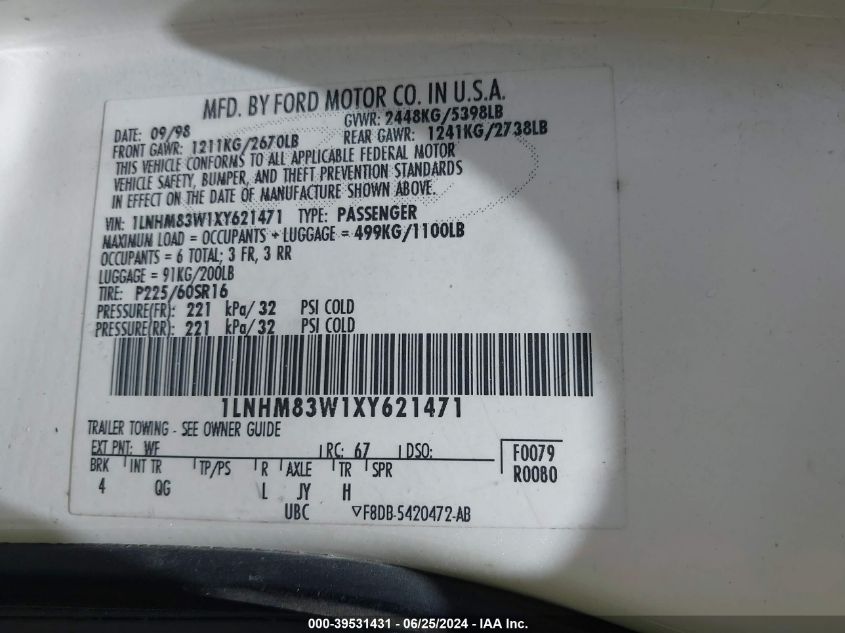 MFD. BY FORD MOTOR CO. IN U.S.A.
DATE: 09/98 GVWR: 2448KG/5398LB
FRONT GAWR: 1211KG/2670LB REAR GAWR: 1241KG/2738LB
THIS VEHICLE CONFORMS TO ALL APPLICABLE FEDERAL MOTOR
VEHICLE SAFETY, BUMPER, AND THEFT PREVENTION STANDARDS
IN EFFECT ON THE DATE OF MANUFACTURE SHOWN ABOVE.
VIN: 1LNHM83W1XY621471 TYPE: PASSENGER
MAXIMUM LOAD = OCCUPANTS + LUGGAGE = 499KG/1100LB
OCCUPANTS = 6 TOTAL; 3 FR, 3 RR
LUGGAGE = 91KG/200LB
TIRE: P225/60SR16
PRESSURE(FR): 221 kPa/ 32 PSI COLD
PRESSURE(RR): 221 kPa/ 32 PSI COLD
1LNHM83W1XY621471
TRAILER TOWING - SEE OWNER GUIDE
EXT PNT: WF RC: 67 DSO: F0079
BRK INT TR TP/PS R AXLE TR SPR R0080
4 QG L JY H
UBC ▽F8DB-5420472-AB
000-39531431 - 06/25/2024 - IAA Inc.